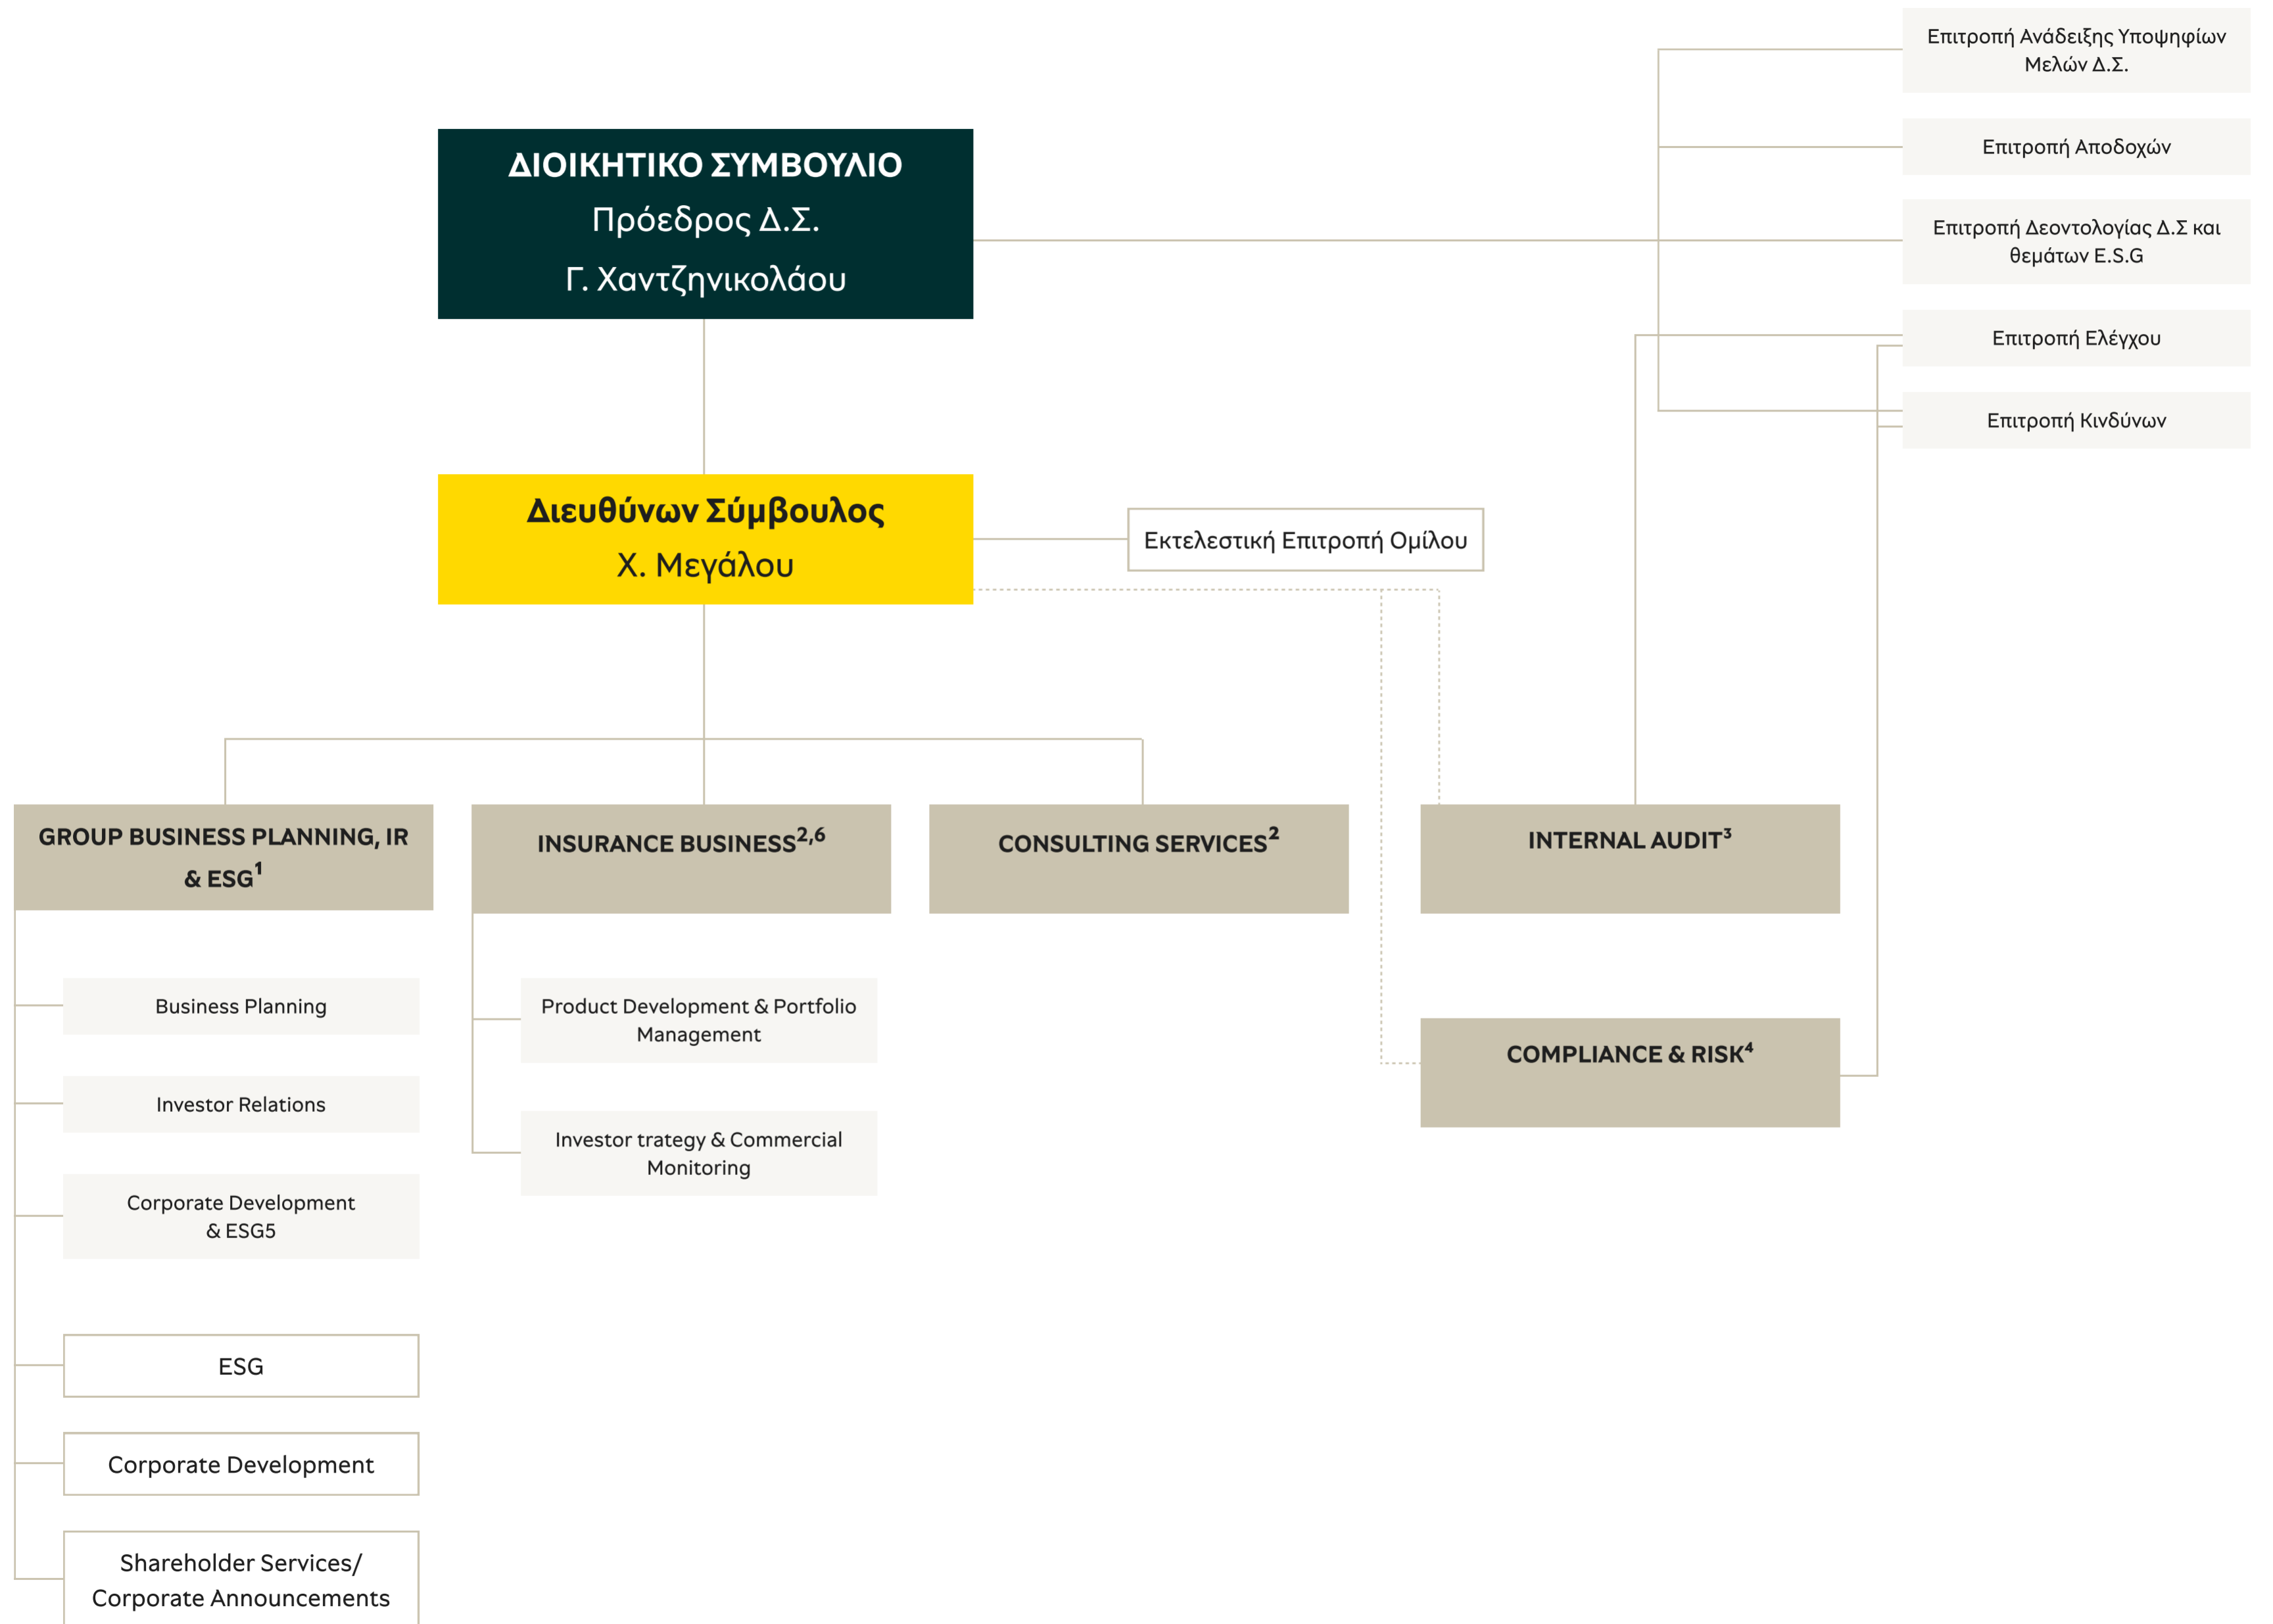 Επιτροπή Ανάδειξης Υποψηφίων
Μελών Δ.Σ.
Επιτροπή Αποδοχών
Επιτροπή Δεοντολογίας Δ.Σ και
θεμάτων E.S.G
Επιτροπή Ελέγχου
Επιτροπή Κινδύνων
ΔΙΟΙΚΗΤΙΚΟ ΣΥΜΒΟΥΛΙΟ
Πρόεδρος Δ.Σ.
Γ. Χαντζηνικολάου
Διευθύνων Σύμβουλος
Χ. Μεγάλου
Εκτελεστική Επιτροπή Ομίλου
GROUP BUSINESS PLANNING, IR
& ESG¹
Business Planning
Investor Relations
Corporate Development
& ESG5
ESG
Corporate Development
Shareholder Services/
Corporate Announcements
INSURANCE BUSINESS²,⁶
Product Development & Portfolio
Management
Investor trategy & Commercial
Monitoring
CONSULTING SERVICES²
INTERNAL AUDIT³
COMPLIANCE & RISK⁴